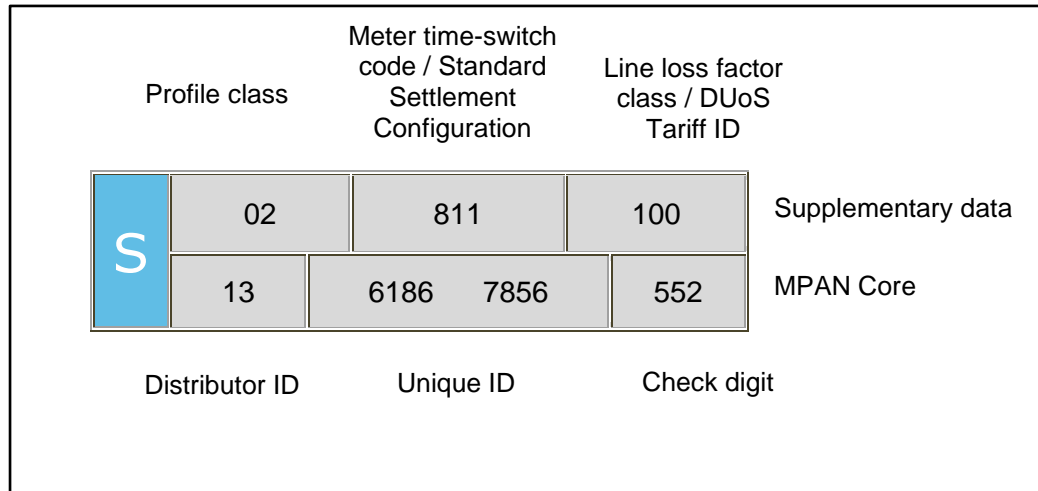 Meter time-switch
code / Standard
Settlement
Configuration
Profile class
Line loss factor
class / DUoS
Tariff ID
S
02 811 100
Supplementary data
13 6186 7856 552
MPAN Core
Distributor ID Unique ID Check digit